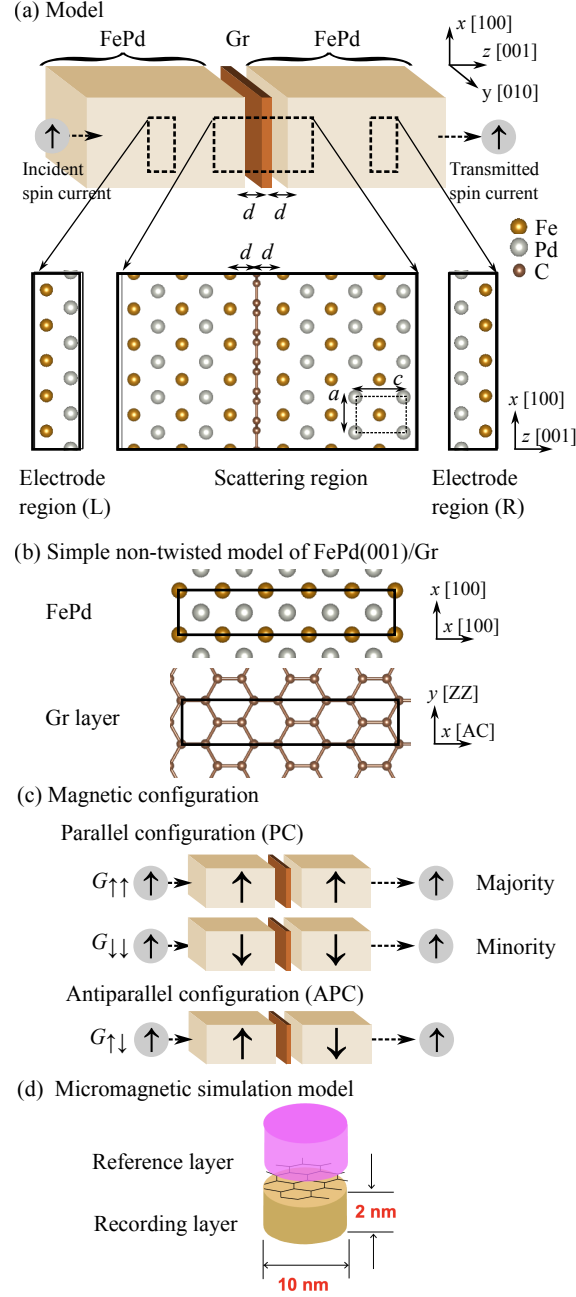 (a) Model
FePd Gr FePd
x [100]
z [001]
y [010]
Incident
spin current
Transmitted
spin current
d d
Fe
Pd
C
d d
a c
x [100]
z [001]
Electrode
region (L)
Scattering region
Electrode
region (R)
(b) Simple non-twisted model of FePd(001)/Gr
FePd
x [100]
x [100]
Gr layer
y [ZZ]
x [AC]
(c) Magnetic configuration
Parallel configuration (PC)
G↑↑ ↑ ↑ ↑ ↑ Majority
G↓↓ ↑ ↓ ↓ ↑ Minority
Antiparallel configuration (APC)
G↑↓ ↑ ↑ ↓ ↑
(d) Micromagnetic simulation model
Reference layer
Recording layer
2 nm
10 nm